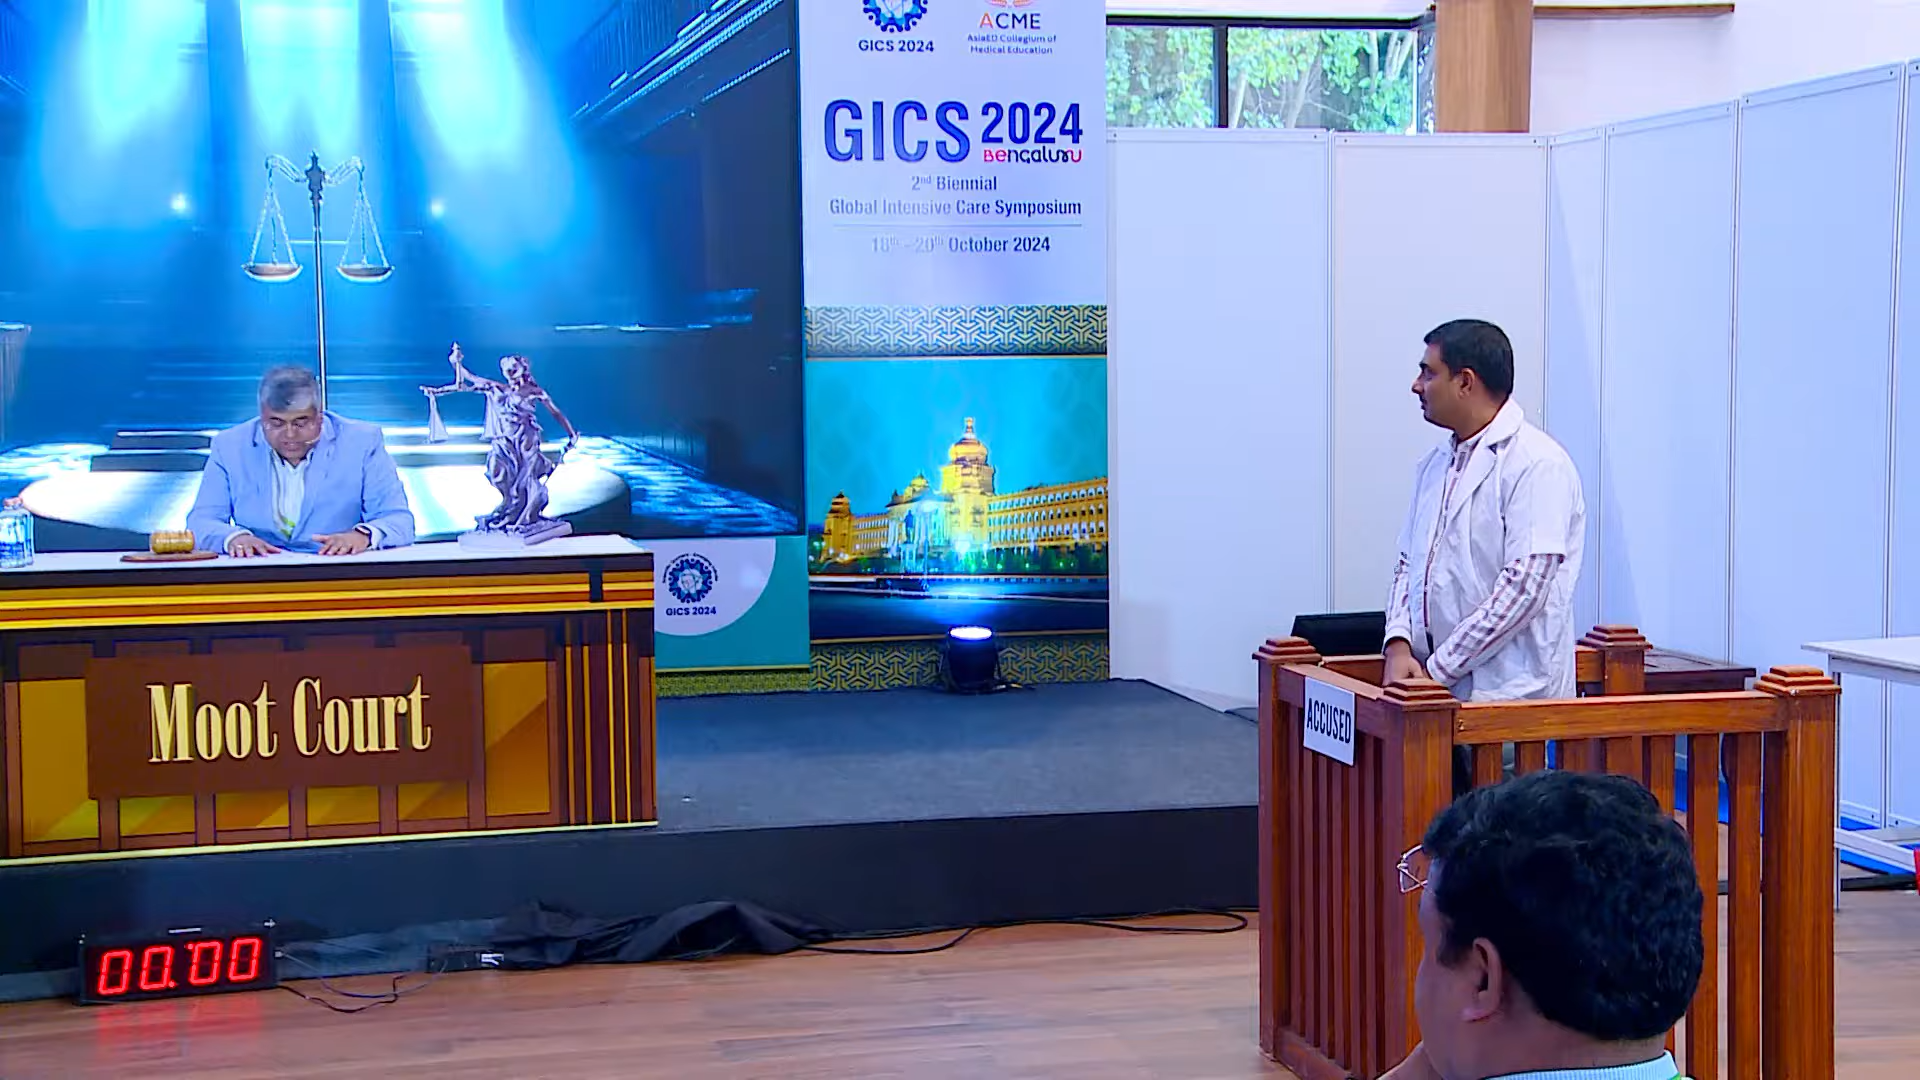 GICS 2024
ACME
AsiaED Collegium of
Medical Education
GICS 2024
Bengaluru
2nd Biennial
Global Intensive Care Symposium
18th - 20th October 2024
GICS 2024
Moot Court
ACCUSED
00:00